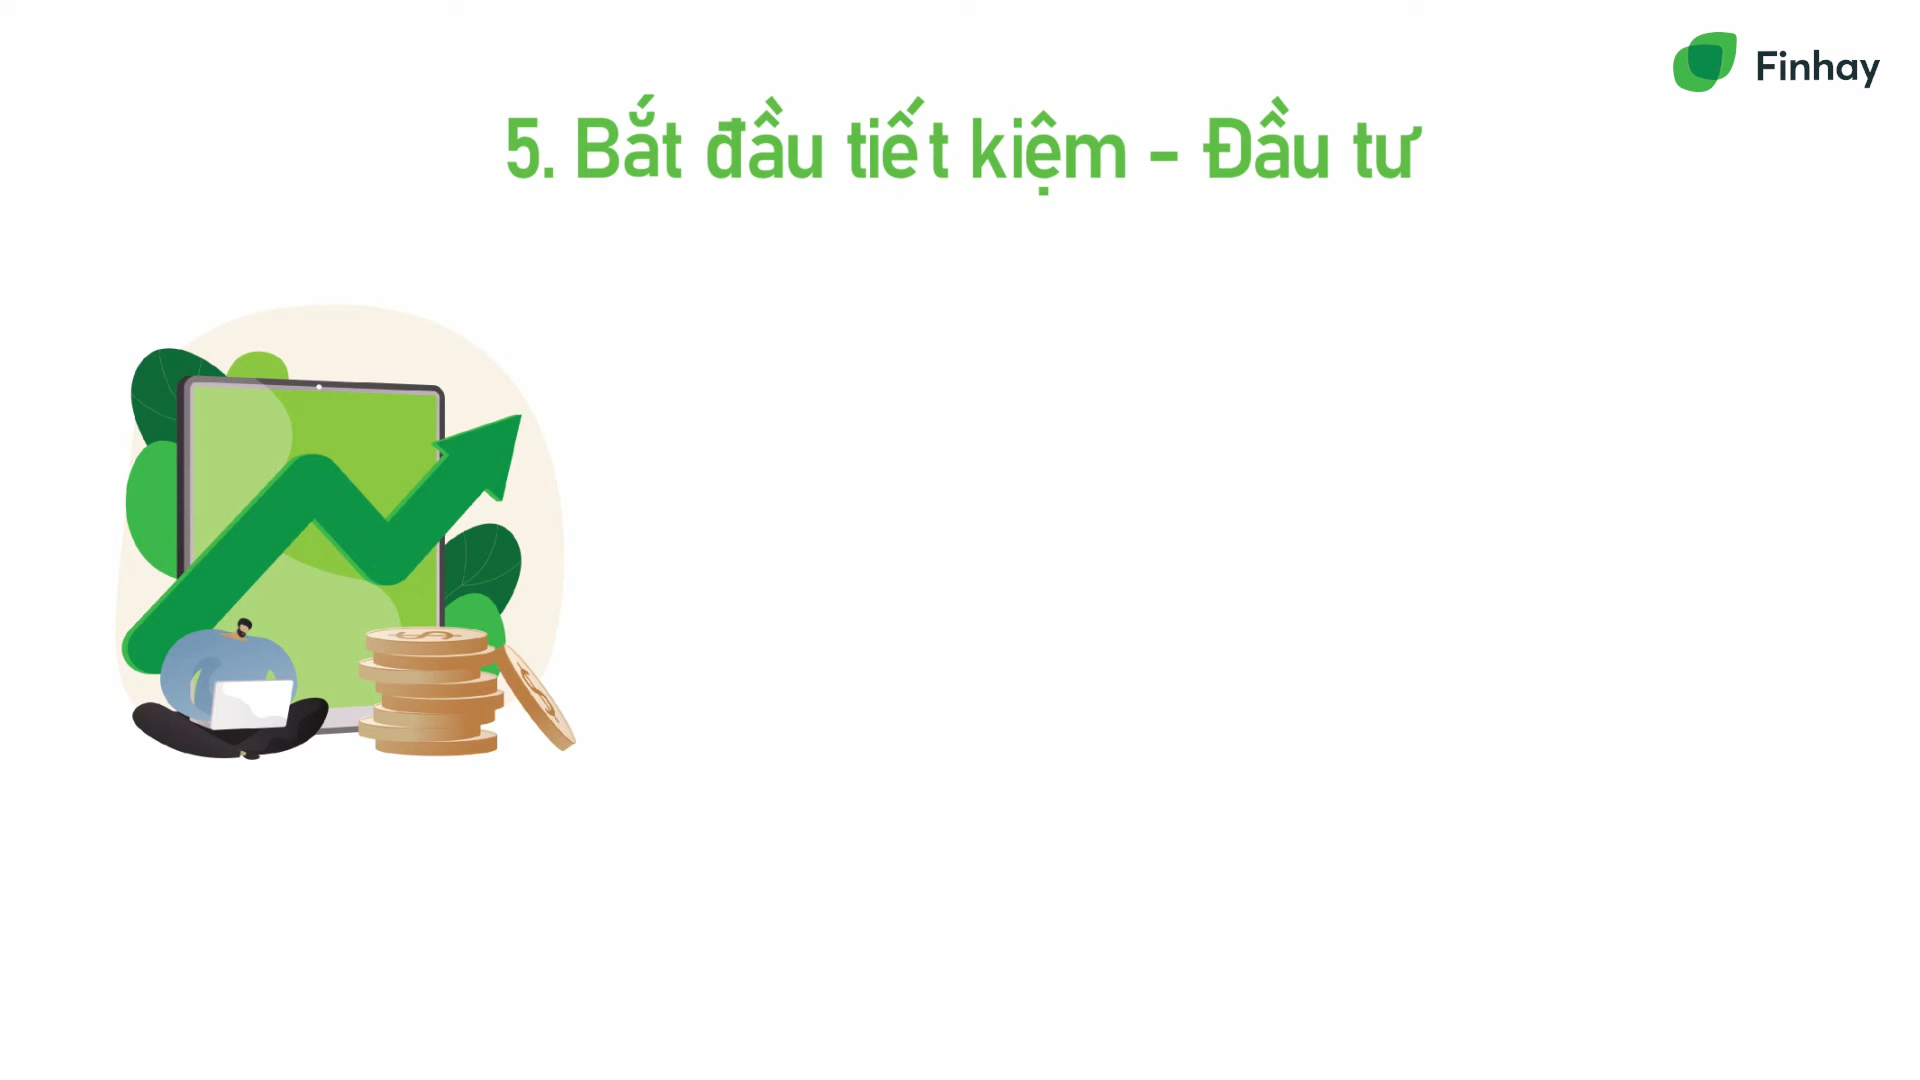 Finhay
5. Bắt đầu tiết kiệm - Đầu tư